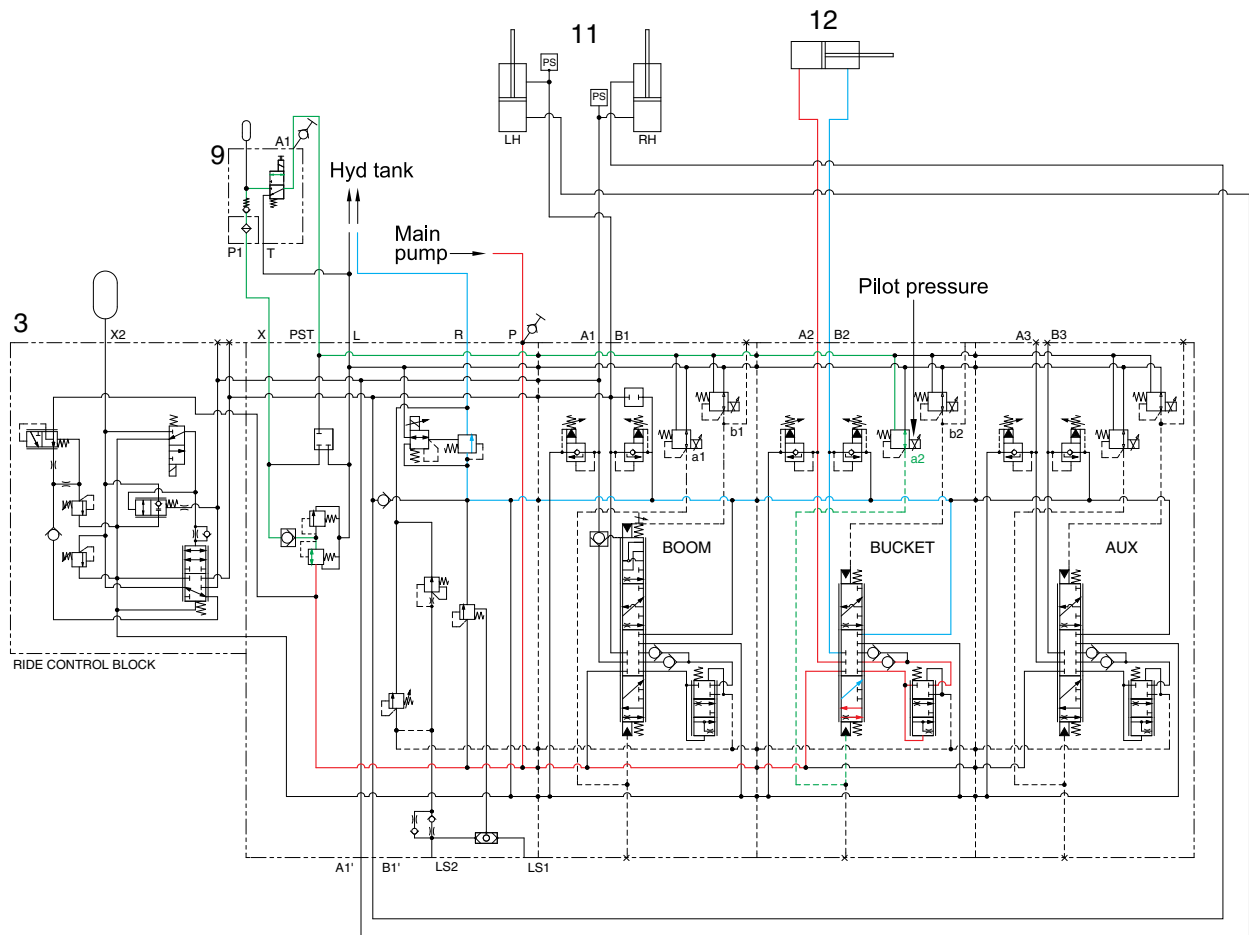 11
12
PS
PS
LH
RH
9
A1
Hyd tank
P1
T
Main
pump
Pilot pressure
3
X2
X
PST
L
R
P
A1
B1
A2
B2
A3
B3
b1
a1
b2
a2
BOOM
BUCKET
AUX
RIDE CONTROL BLOCK
A1'
B1'
LS2
LS1